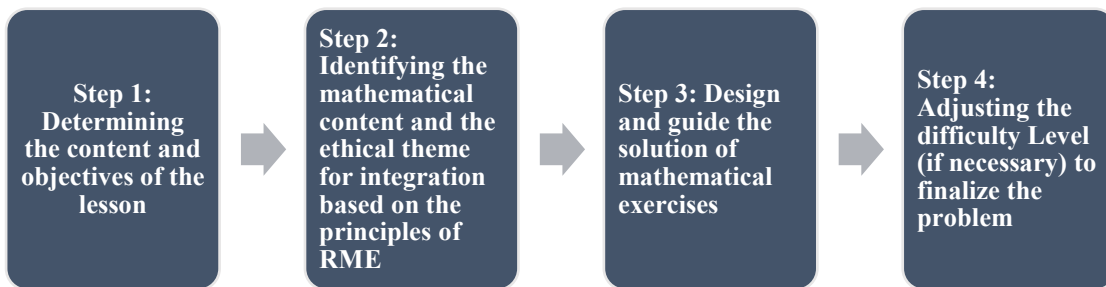 Step 1:
Determining
the content and
objectives of the
lesson
Step 2:
Identifying the
mathematical
content and the
ethical theme
for integration
based on the
principles of
RME
Step 3: Design
and guide the
solution of
mathematical
exercises
Step 4:
Adjusting the
difficulty Level
(if necessary) to
finalize the
problem